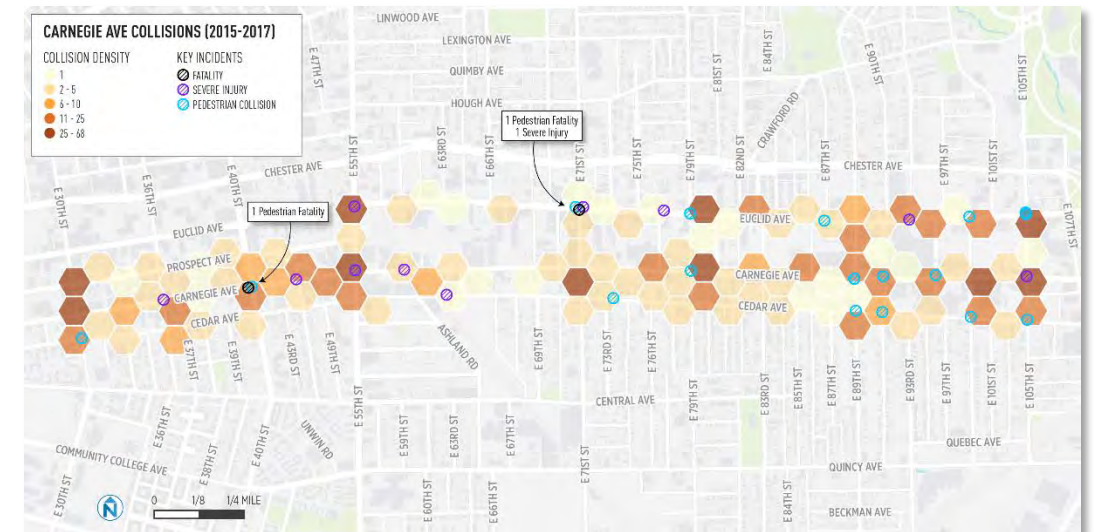 CARNEGIE AVE COLLISIONS (2015-2017)
COLLISION DENSITY
1
2 - 5
6 - 10
11 - 25
25 - 68
KEY INCIDENTS
FATALITY
SEVERE INJURY
PEDESTRIAN COLLISION
LINWOOD AVE
LEXINGTON AVE
QUIMBY AVE
HOUGH AVE
E 47TH ST
E 81ST ST
E 84TH ST
CRAWFORD RD
E 90TH ST
E 105TH ST
1 Pedestrian Fatality
1 Severe Injury
E 30TH ST
E 36TH ST
E 40TH ST
CHESTER AVE
E 55TH ST
E 63RD ST
E 66TH ST
E 71ST ST
E 75TH ST
E 79TH ST
E 82ND ST
E 87TH ST
CHESTER AVE
E 97TH ST
E 101ST ST
E 107TH ST
1 Pedestrian Fatality
EUCLID AVE
EUCLID AVE
PROSPECT AVE
CARNEGIE AVE
CARNEGIE AVE
CEDAR AVE
CEDAR AVE
E 37TH ST
E 39TH ST
E 43RD ST
E 49TH ST
E 55TH ST
ASHLAND RD
E 69TH ST
E 73RD ST
E 76TH ST
E 79TH ST
E 83RD ST
E 85TH ST
E 87TH ST
E 89TH ST
E 93RD ST
E 97TH ST
E 101ST ST
E 105TH ST
CENTRAL AVE
E 36TH ST
E 38TH ST
E 40TH ST
UNWIN RD
E 59TH ST
E 63RD ST
E 67TH ST
E 71ST ST
QUEBEC AVE
COMMUNITY COLLEGE AVE
QUINCY AVE
E 30TH ST
E 60TH ST
E 66TH ST
E 84TH ST
BECKMAN AVE
N
0 1/8 1/4 MILE